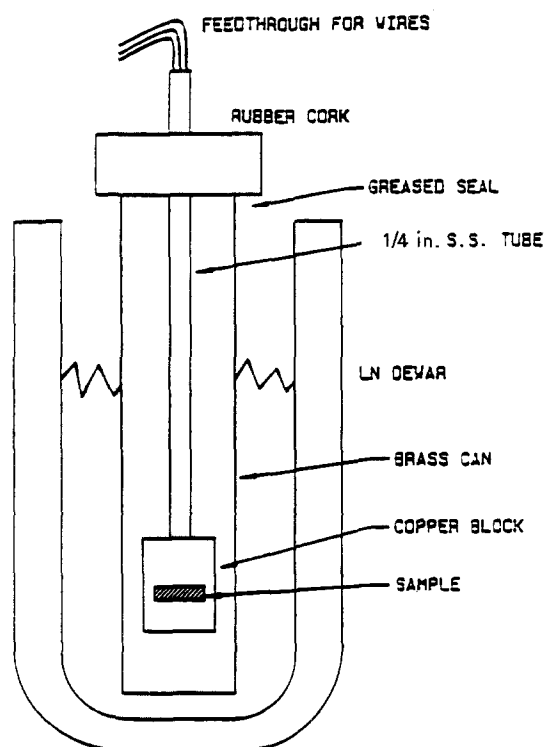 FEEDTHROUGH FOR WIRES
RUBBER CORK
GREASED SEAL
1/4 in. S.S. TUBE
LN DEWAR
BRASS CAN
COPPER BLOCK
SAMPLE